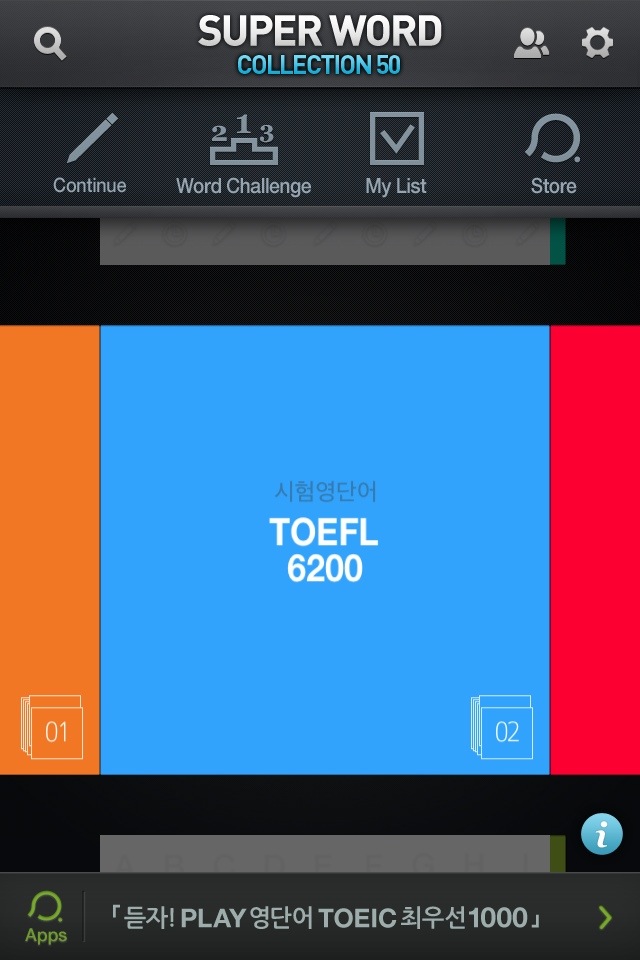 SUPER WORD
COLLECTION 50
2 1 3
Continue
Word Challenge
My List
Store
시험영단어
TOEFL
6200
01
02
i
A B C D E F G H I
Apps
「듣자! PLAY 영단어 TOEIC 최우선1000」